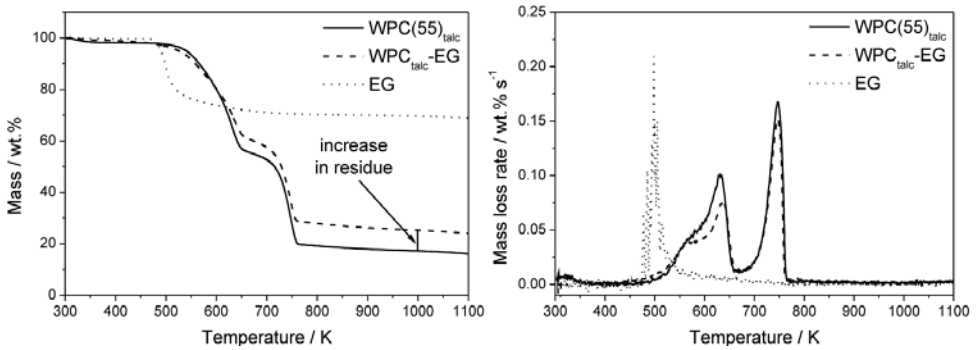 100
80
60
40
20
0
Mass / wt.%
300 400 500 600 700 800 900 1000 1100
Temperature / K
WPC(55)talc
WPCtalc-EG
EG
increase
in residue
0.25
0.20
0.15
0.10
0.05
0.00
Mass loss rate / wt.% s⁻¹
300 400 500 600 700 800 900 1000 1100
Temperature / K
WPC(55)talc
WPCtalc-EG
EG